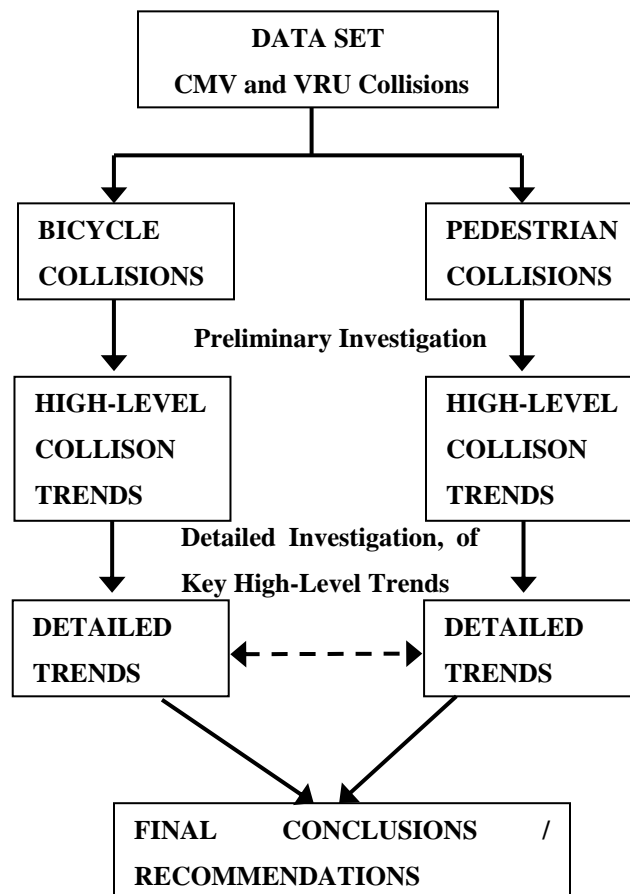 DATA SET
CMV and VRU Collisions
BICYCLE
COLLISIONS
PEDESTRIAN
COLLISIONS
Preliminary Investigation
HIGH-LEVEL
COLLISON
TRENDS
HIGH-LEVEL
COLLISON
TRENDS
Detailed Investigation, of
Key High-Level Trends
DETAILED
TRENDS
DETAILED
TRENDS
FINAL CONCLUSIONS /
RECOMMENDATIONS